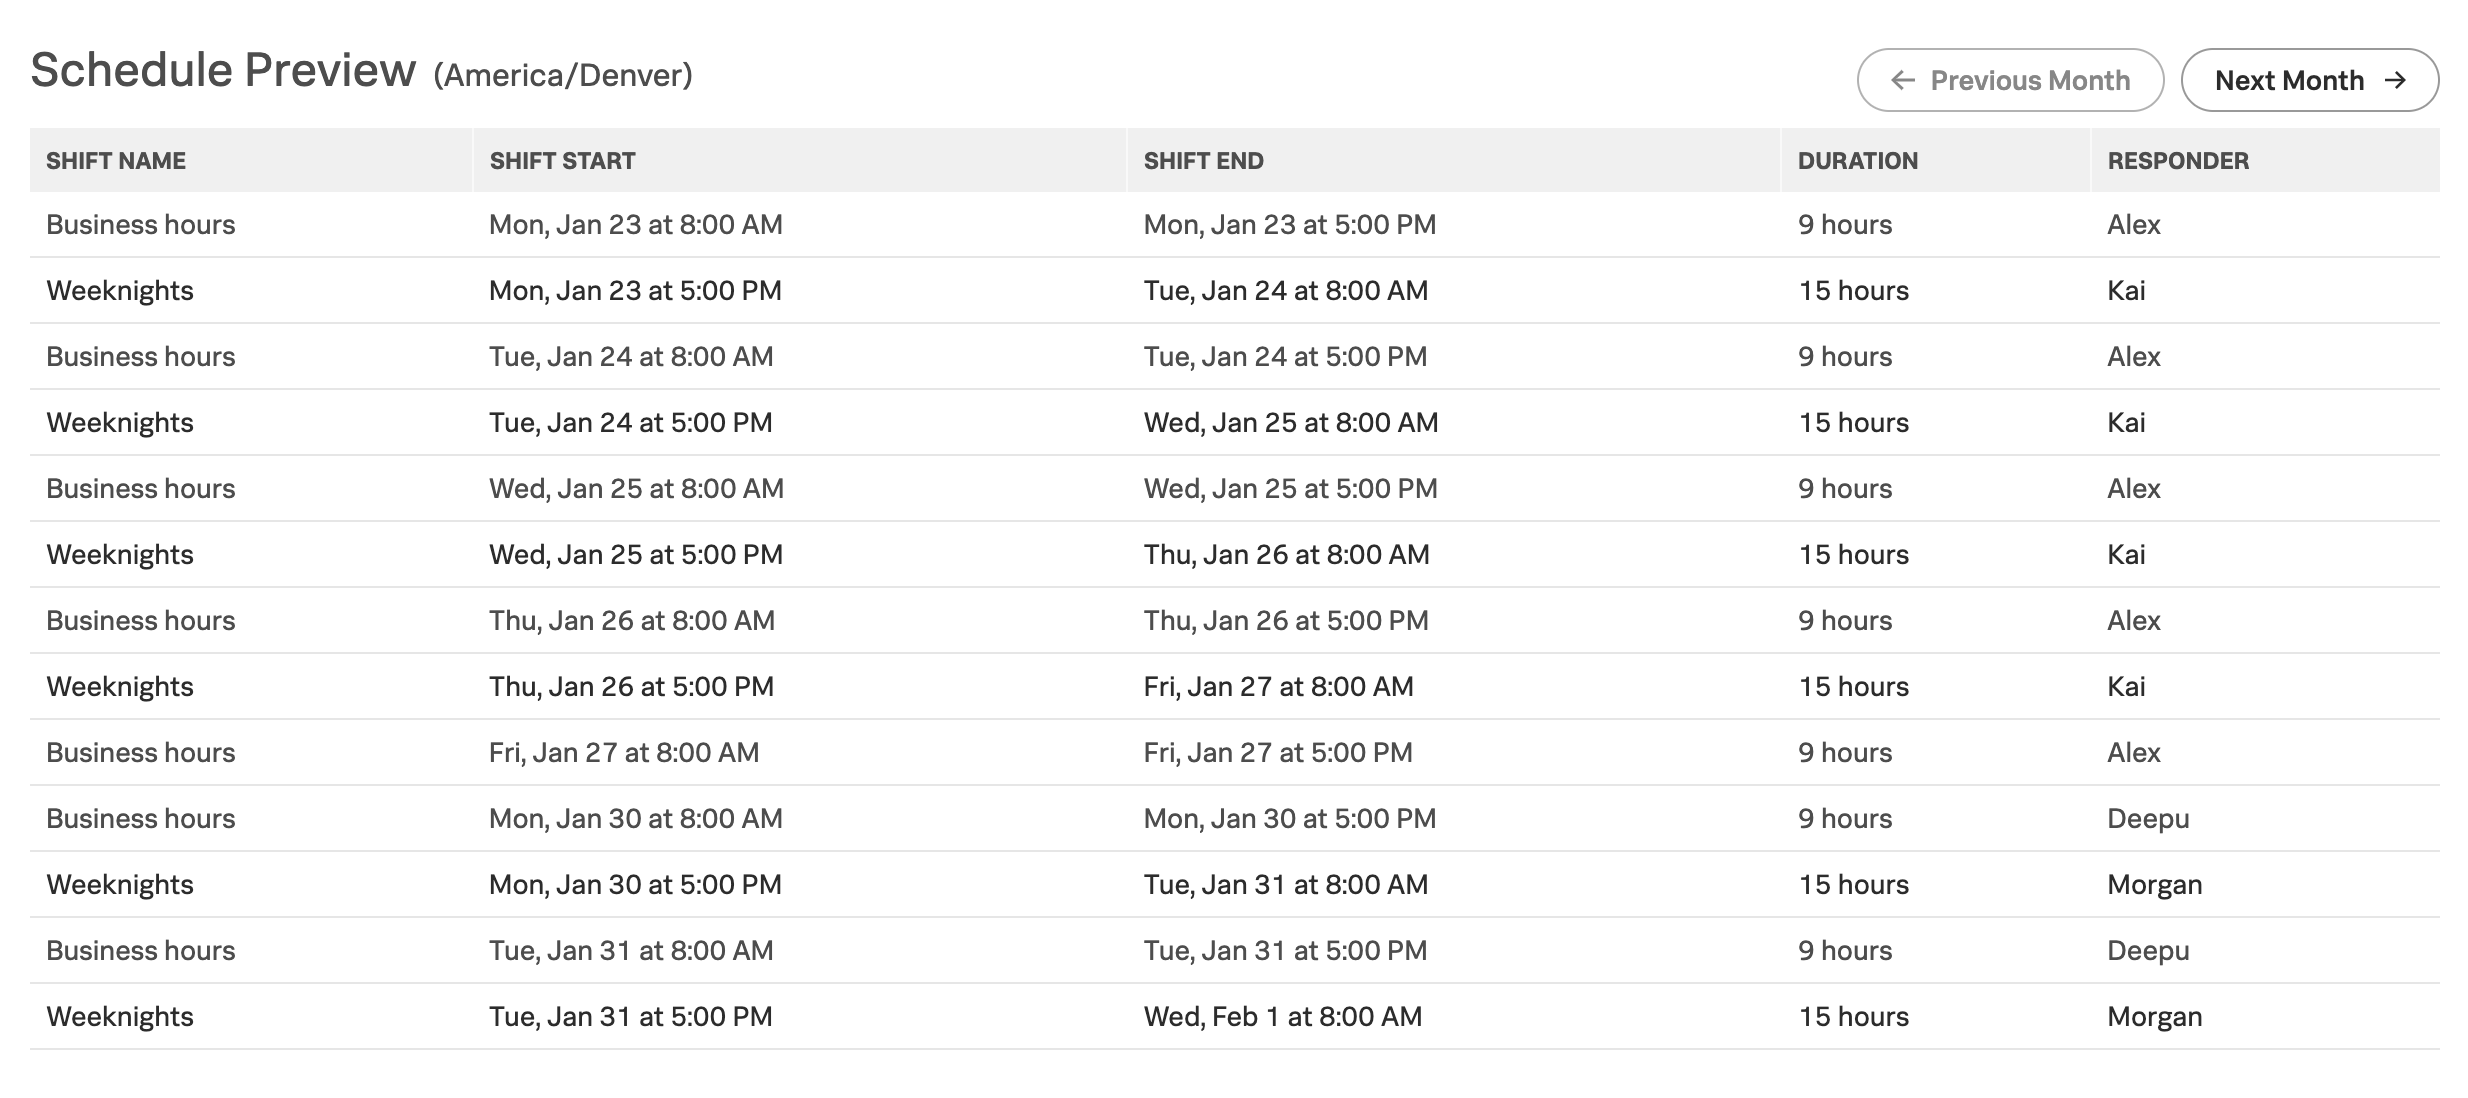 Schedule Preview (America/Denver)
← Previous Month
Next Month →
SHIFT NAME SHIFT START SHIFT END DURATION RESPONDER
Business hours Mon, Jan 23 at 8:00 AM Mon, Jan 23 at 5:00 PM 9 hours Alex
Weeknights Mon, Jan 23 at 5:00 PM Tue, Jan 24 at 8:00 AM 15 hours Kai
Business hours Tue, Jan 24 at 8:00 AM Tue, Jan 24 at 5:00 PM 9 hours Alex
Weeknights Tue, Jan 24 at 5:00 PM Wed, Jan 25 at 8:00 AM 15 hours Kai
Business hours Wed, Jan 25 at 8:00 AM Wed, Jan 25 at 5:00 PM 9 hours Alex
Weeknights Wed, Jan 25 at 5:00 PM Thu, Jan 26 at 8:00 AM 15 hours Kai
Business hours Thu, Jan 26 at 8:00 AM Thu, Jan 26 at 5:00 PM 9 hours Alex
Weeknights Thu, Jan 26 at 5:00 PM Fri, Jan 27 at 8:00 AM 15 hours Kai
Business hours Fri, Jan 27 at 8:00 AM Fri, Jan 27 at 5:00 PM 9 hours Alex
Business hours Mon, Jan 30 at 8:00 AM Mon, Jan 30 at 5:00 PM 9 hours Deepu
Weeknights Mon, Jan 30 at 5:00 PM Tue, Jan 31 at 8:00 AM 15 hours Morgan
Business hours Tue, Jan 31 at 8:00 AM Tue, Jan 31 at 5:00 PM 9 hours Deepu
Weeknights Tue, Jan 31 at 5:00 PM Wed, Feb 1 at 8:00 AM 15 hours Morgan